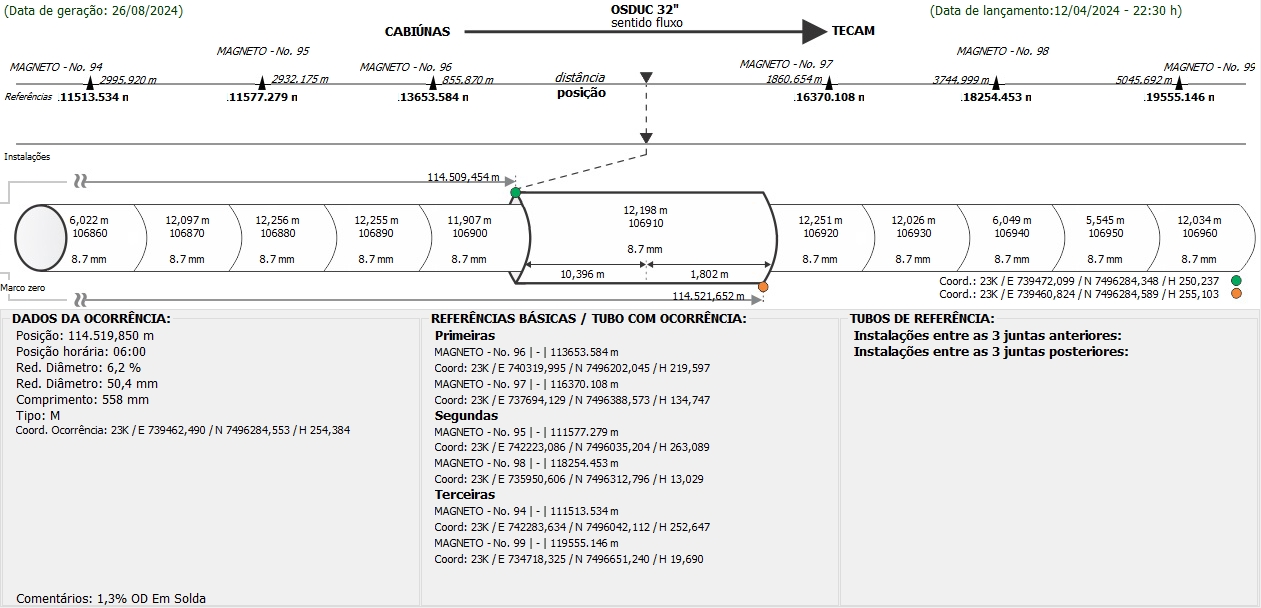 (Data de geração: 26/08/2024)
OSDUC 32"
(Data de lançamento:12/04/2024 - 22:30 h)
sentido fluxo
CABIÚNAS
TECAM
MAGNETO - No. 95
MAGNETO - No. 98
MAGNETO - No. 94
MAGNETO - No. 96
MAGNETO - No. 97
MAGNETO - No. 99
2995.920 m
2932.175 m
855.870 m
distância
1860.654 m
3744.999 m
5045.692 m
Referências
.11513.534 n
.11577.279 n
.13653.584 n
posição
.16370.108 n
.18254.453 n
.19555.146 n
Instalações
114.509,454 m
6,022 m
12,097 m
12,256 m
12,255 m
11,907 m
12,198 m
12,251 m
12,026 m
6,049 m
5,545 m
12,034 m
106860
106870
106880
106890
106900
106910
106920
106930
106940
106950
106960
8.7 mm
8.7 mm
8.7 mm
8.7 mm
8.7 mm
8.7 mm
8.7 mm
8.7 mm
8.7 mm
8.7 mm
8.7 mm
10,396 m
1,802 m
Marco zero
114.521,652 m
Coord.: 23K / E 739472,099 / N 7496284,348 / H 250,237
Coord.: 23K / E 739460,824 / N 7496284,589 / H 255,103
DADOS DA OCORRÊNCIA:
Posição: 114.519,850 m
Posição horária: 06:00
Red. Diâmetro: 6,2 %
Red. Diâmetro: 50,4 mm
Comprimento: 558 mm
Tipo: M
Coord. Ocorrência: 23K / E 739462,490 / N 7496284,553 / H 254,384
Comentários: 1,3% OD Em Solda
REFERÊNCIAS BÁSICAS / TUBO COM OCORRÊNCIA:
Primeiras
MAGNETO - No. 96 | - | 113653.584 m
Coord: 23K / E 740319,995 / N 7496202,045 / H 219,597
MAGNETO - No. 97 | - | 116370.108 m
Coord: 23K / E 737694,129 / N 7496388,573 / H 134,747
Segundas
MAGNETO - No. 95 | - | 111577.279 m
Coord: 23K / E 742223,086 / N 7496035,204 / H 263,089
MAGNETO - No. 98 | - | 118254.453 m
Coord: 23K / E 735950,606 / N 7496312,796 / H 13,029
Terceiras
MAGNETO - No. 94 | - | 111513.534 m
Coord: 23K / E 742283,634 / N 7496042,112 / H 252,647
MAGNETO - No. 99 | - | 119555.146 m
Coord: 23K / E 734718,325 / N 7496651,240 / H 19,690
TUBOS DE REFERÊNCIA:
Instalações entre as 3 juntas anteriores:
Instalações entre as 3 juntas posteriores: